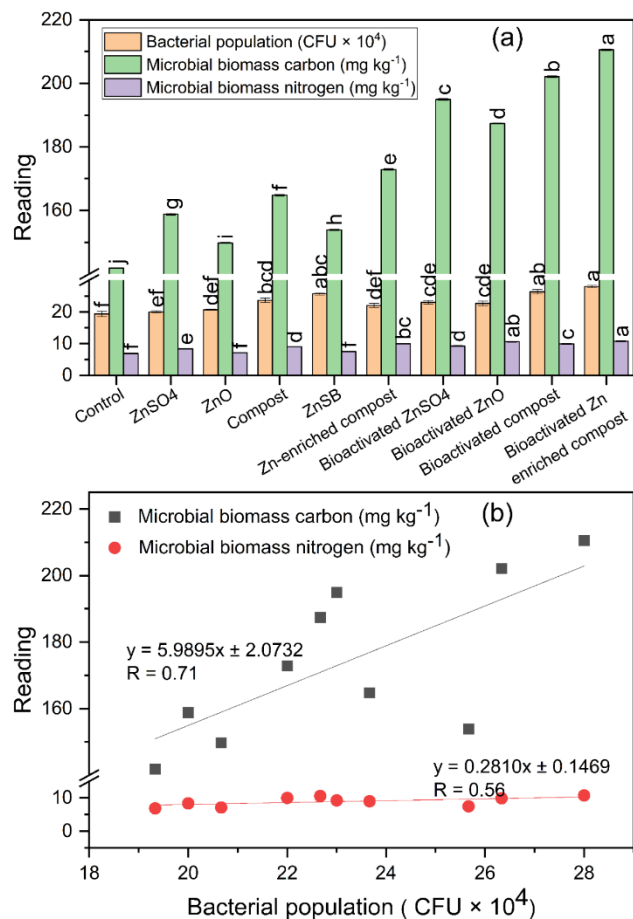 (a)
Bacterial population (CFU × 10⁴)
Microbial biomass carbon (mg kg⁻¹)
Microbial biomass nitrogen (mg kg⁻¹)
Reading
220
200
180
160
20
10
0
f j f
ef g e
def i f
bcd f d
abc h f
def e bc
cde c d
cde d ab
ab b c
a a a
Control
ZnSO4
ZnO
Compost
ZnSB
Zn-enriched compost
Bioactivated ZnSO4
Bioactivated ZnO
Bioactivated compost
Bioactivated Zn
enriched compost
(b)
Microbial biomass carbon (mg kg⁻¹)
Microbial biomass nitrogen (mg kg⁻¹)
Reading
220
200
180
160
10
0
y = 5.9895x ± 2.0732
R = 0.71
y = 0.2810x ± 0.1469
R = 0.56
18 20 22 24 26 28
Bacterial population ( CFU × 10⁴)